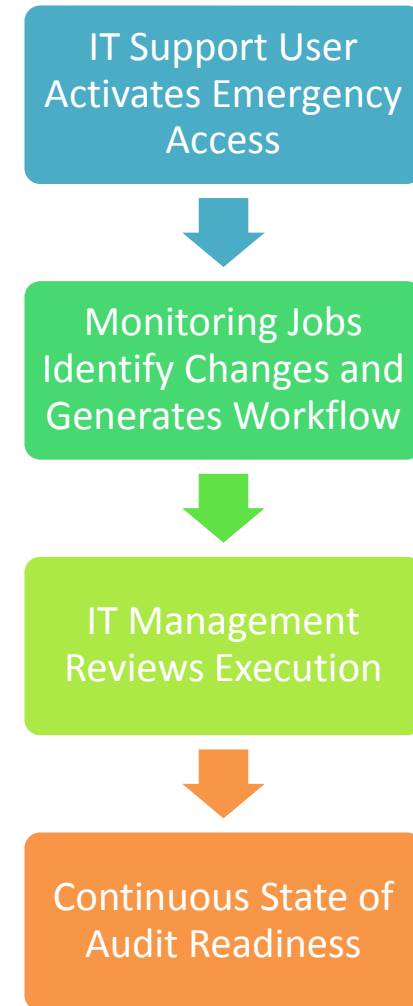 IT Support User
Activates Emergency
Access
Monitoring Jobs
Identify Changes and
Generates Workflow
IT Management
Reviews Execution
Continuous State of
Audit Readiness